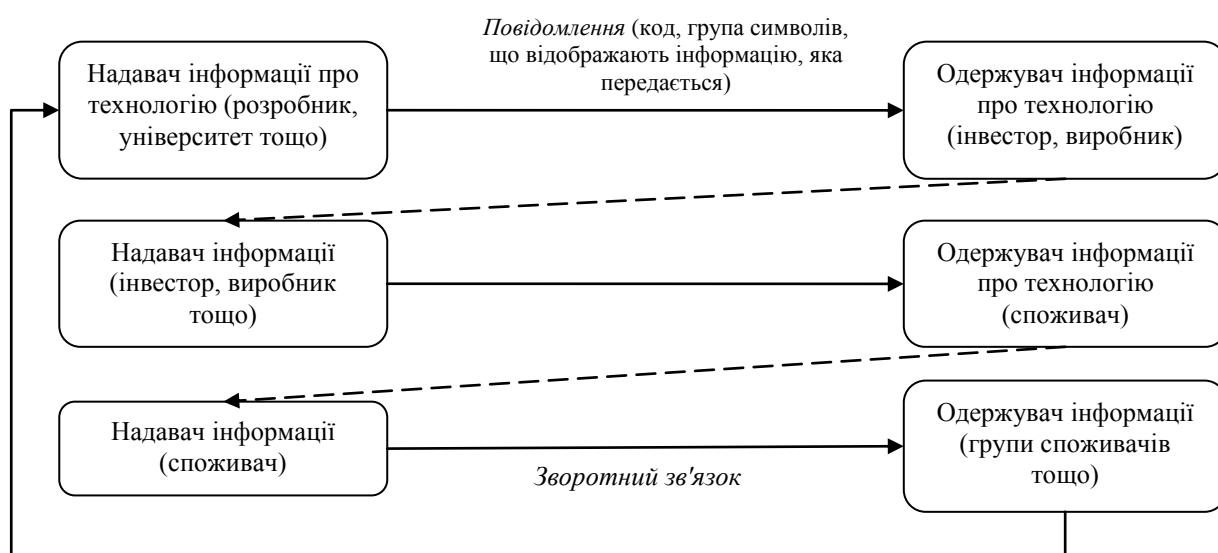 Повідомлення (код, група символів,
що відображають інформацію, яка
передається)
Надавач інформації про
технологію (розробник,
університет тощо)
Одержувач інформації
про технологію
(інвестор, виробник)
Надавач інформації
(інвестор, виробник
тощо)
Одержувач інформації
про технологію
(споживач)
Надавач інформації
(споживач)
Зворотний зв'язок
Одержувач інформації
(групи споживачів
тощо)